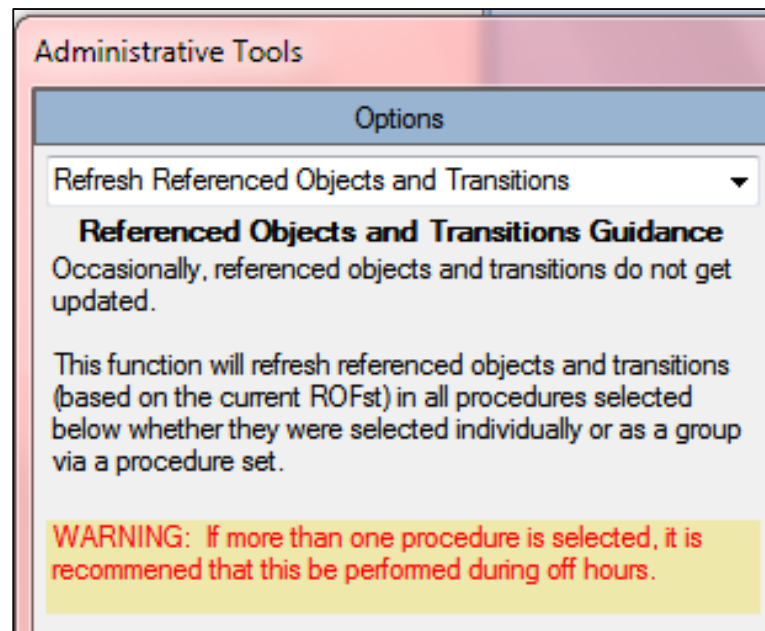 Administrative Tools
Options
Refresh Referenced Objects and Transitions
Referenced Objects and Transitions Guidance
Occasionally, referenced objects and transitions do not get
updated.
This function will refresh referenced objects and transitions
(based on the current ROFst) in all procedures selected
below whether they were selected individually or as a group
via a procedure set.
WARNING:  If more than one procedure is selected, it is
recommened that this be performed during off hours.